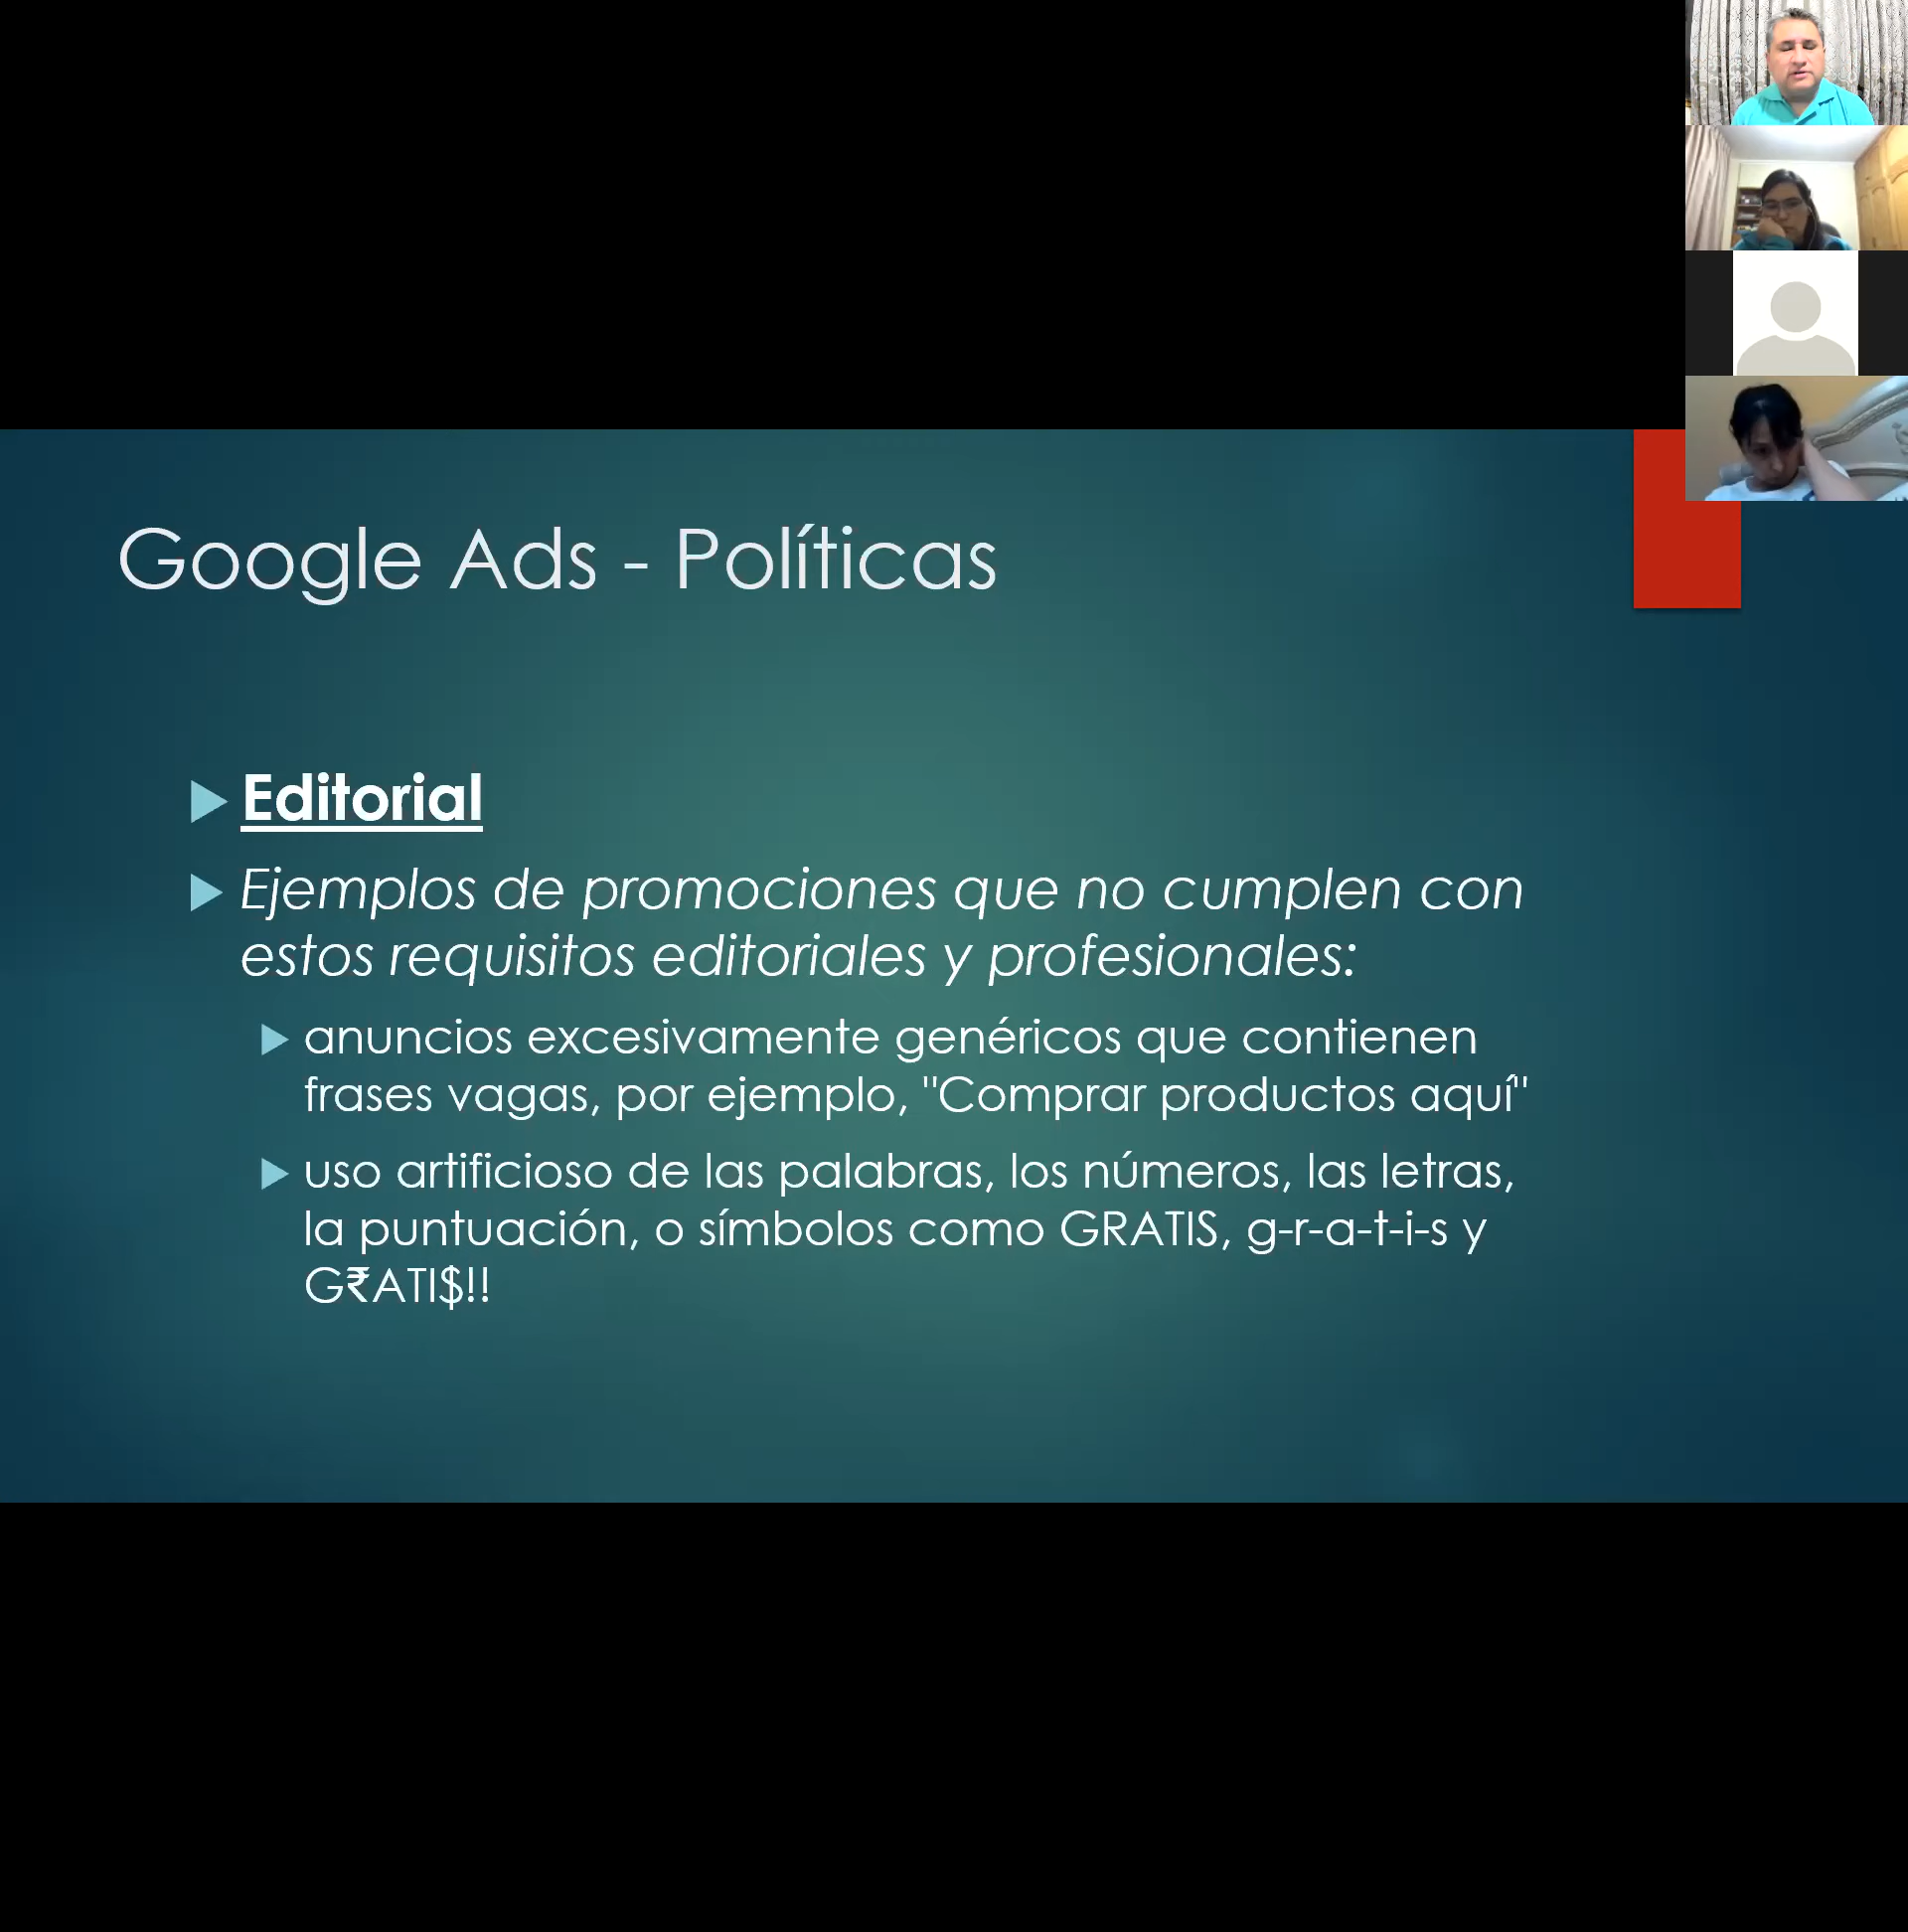 Google Ads - Políticas
Editorial
Ejemplos de promociones que no cumplen con
estos requisitos editoriales y profesionales:
anuncios excesivamente genéricos que contienen
frases vagas, por ejemplo, "Comprar productos aquí"
uso artificioso de las palabras, los números, las letras,
la puntuación, o símbolos como GRATIS, g-r-a-t-i-s y
G₹ATI$!!